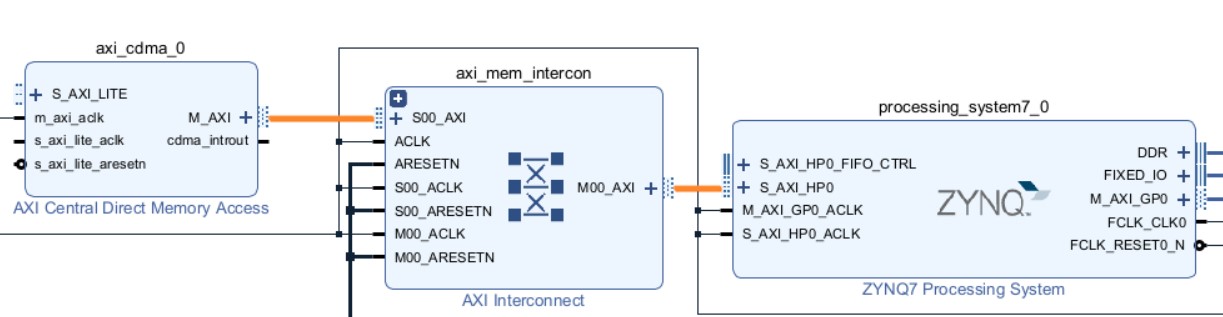 axi_cdma_0
S_AXI_LITE
m_axi_aclk
s_axi_lite_aclk
s_axi_lite_aresetn
M_AXI
cdma_introut
AXI Central Direct Memory Access
axi_mem_intercon
S00_AXI
ACLK
ARESETN
S00_ACLK
S00_ARESETN
M00_ACLK
M00_ARESETN
M00_AXI
AXI Interconnect
processing_system7_0
S_AXI_HP0_FIFO_CTRL
S_AXI_HP0
M_AXI_GP0_ACLK
S_AXI_HP0_ACLK
ZYNQ
DDR
FIXED_IO
M_AXI_GP0
FCLK_CLK0
FCLK_RESET0_N
ZYNQ7 Processing System